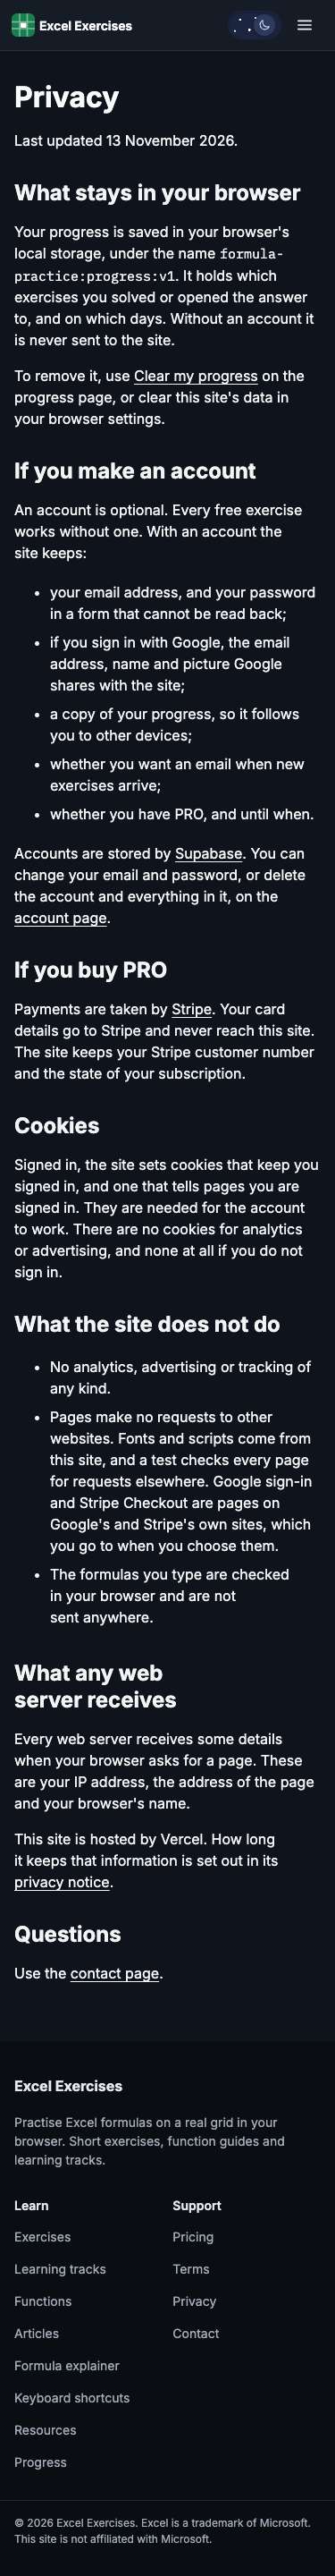 Excel Exercises
Privacy
Last updated 13 November 2026.
What stays in your browser
Your progress is saved in your browser's
local storage, under the name formula-
practice:progress:v1. It holds which
exercises you solved or opened the answer
to, and on which days. Without an account it
is never sent to the site.
To remove it, use Clear my progress on the
progress page, or clear this site's data in
your browser settings.
If you make an account
An account is optional. Every free exercise
works without one. With an account the
site keeps:
• your email address, and your password
in a form that cannot be read back;
• if you sign in with Google, the email
address, name and picture Google
shares with the site;
• a copy of your progress, so it follows
you to other devices;
• whether you want an email when new
exercises arrive;
• whether you have PRO, and until when.
Accounts are stored by Supabase. You can
change your email and password, or delete
the account and everything in it, on the
account page.
If you buy PRO
Payments are taken by Stripe. Your card
details go to Stripe and never reach this site.
The site keeps your Stripe customer number
and the state of your subscription.
Cookies
Signed in, the site sets cookies that keep you
signed in, and one that tells pages you are
signed in. They are needed for the account
to work. There are no cookies for analytics
or advertising, and none at all if you do not
sign in.
What the site does not do
• No analytics, advertising or tracking of
any kind.
• Pages make no requests to other
websites. Fonts and scripts come from
this site, and a test checks every page
for requests elsewhere. Google sign-in
and Stripe Checkout are pages on
Google's and Stripe's own sites, which
you go to when you choose them.
• The formulas you type are checked
in your browser and are not
sent anywhere.
What any web
server receives
Every web server receives some details
when your browser asks for a page. These
are your IP address, the address of the page
and your browser's name.
This site is hosted by Vercel. How long
it keeps that information is set out in its
privacy notice.
Questions
Use the contact page.
Excel Exercises
Practise Excel formulas on a real grid in your
browser. Short exercises, function guides and
learning tracks.
Learn
Exercises
Learning tracks
Functions
Articles
Formula explainer
Keyboard shortcuts
Resources
Progress
Support
Pricing
Terms
Privacy
Contact
© 2026 Excel Exercises. Excel is a trademark of Microsoft.
This site is not affiliated with Microsoft.